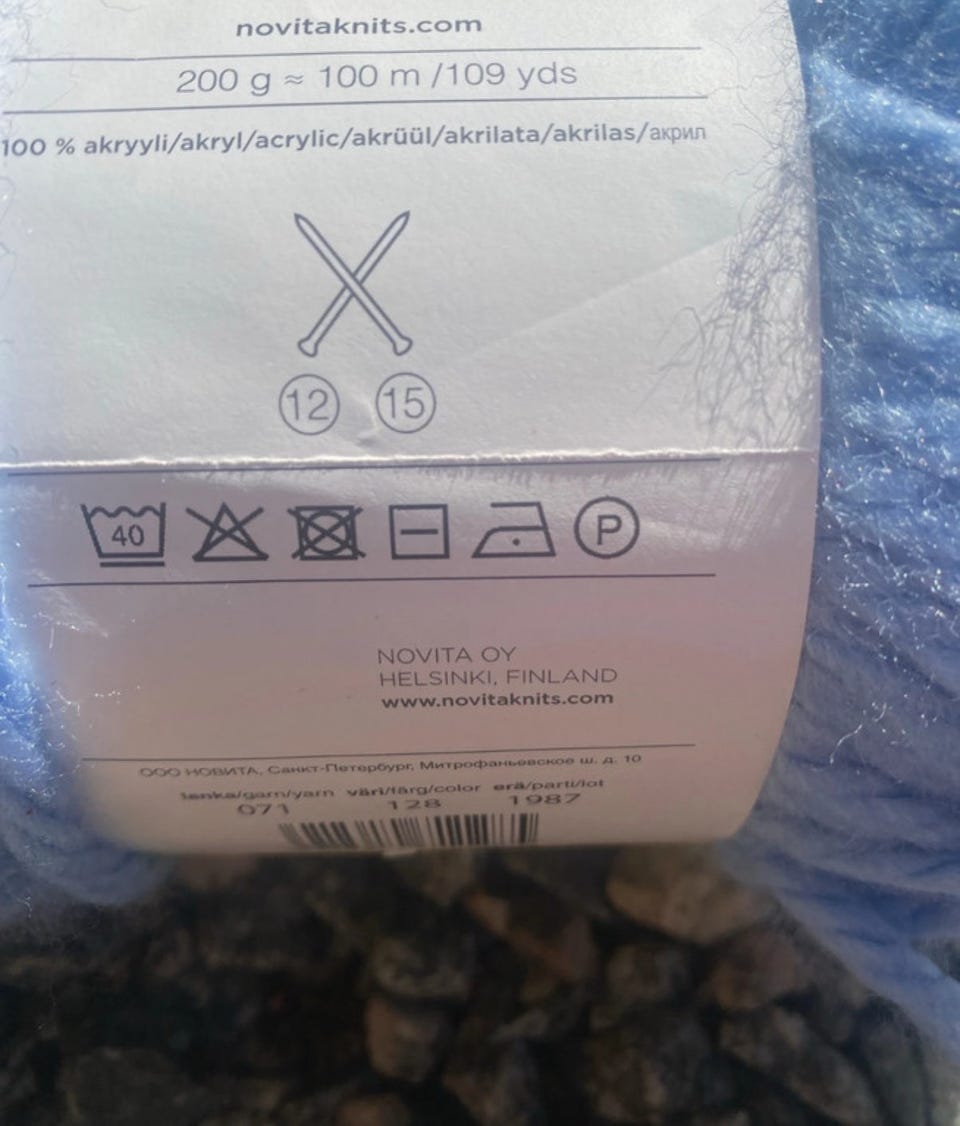 novitaknits.com
200 g ≈ 100 m /109 yds
100 % akryyli/akryl/acrylic/akrüül/akrilata/akrilas/акрил
12 15
40 P
NOVITA OY
HELSINKI, FINLAND
www.novitaknits.com
ООО НОВИТА, Санкт-Петербург, Митрофаньевское ш. д. 10
lanka/garn/yarn väri/färg/color erä/parti/lot
071 128 1987